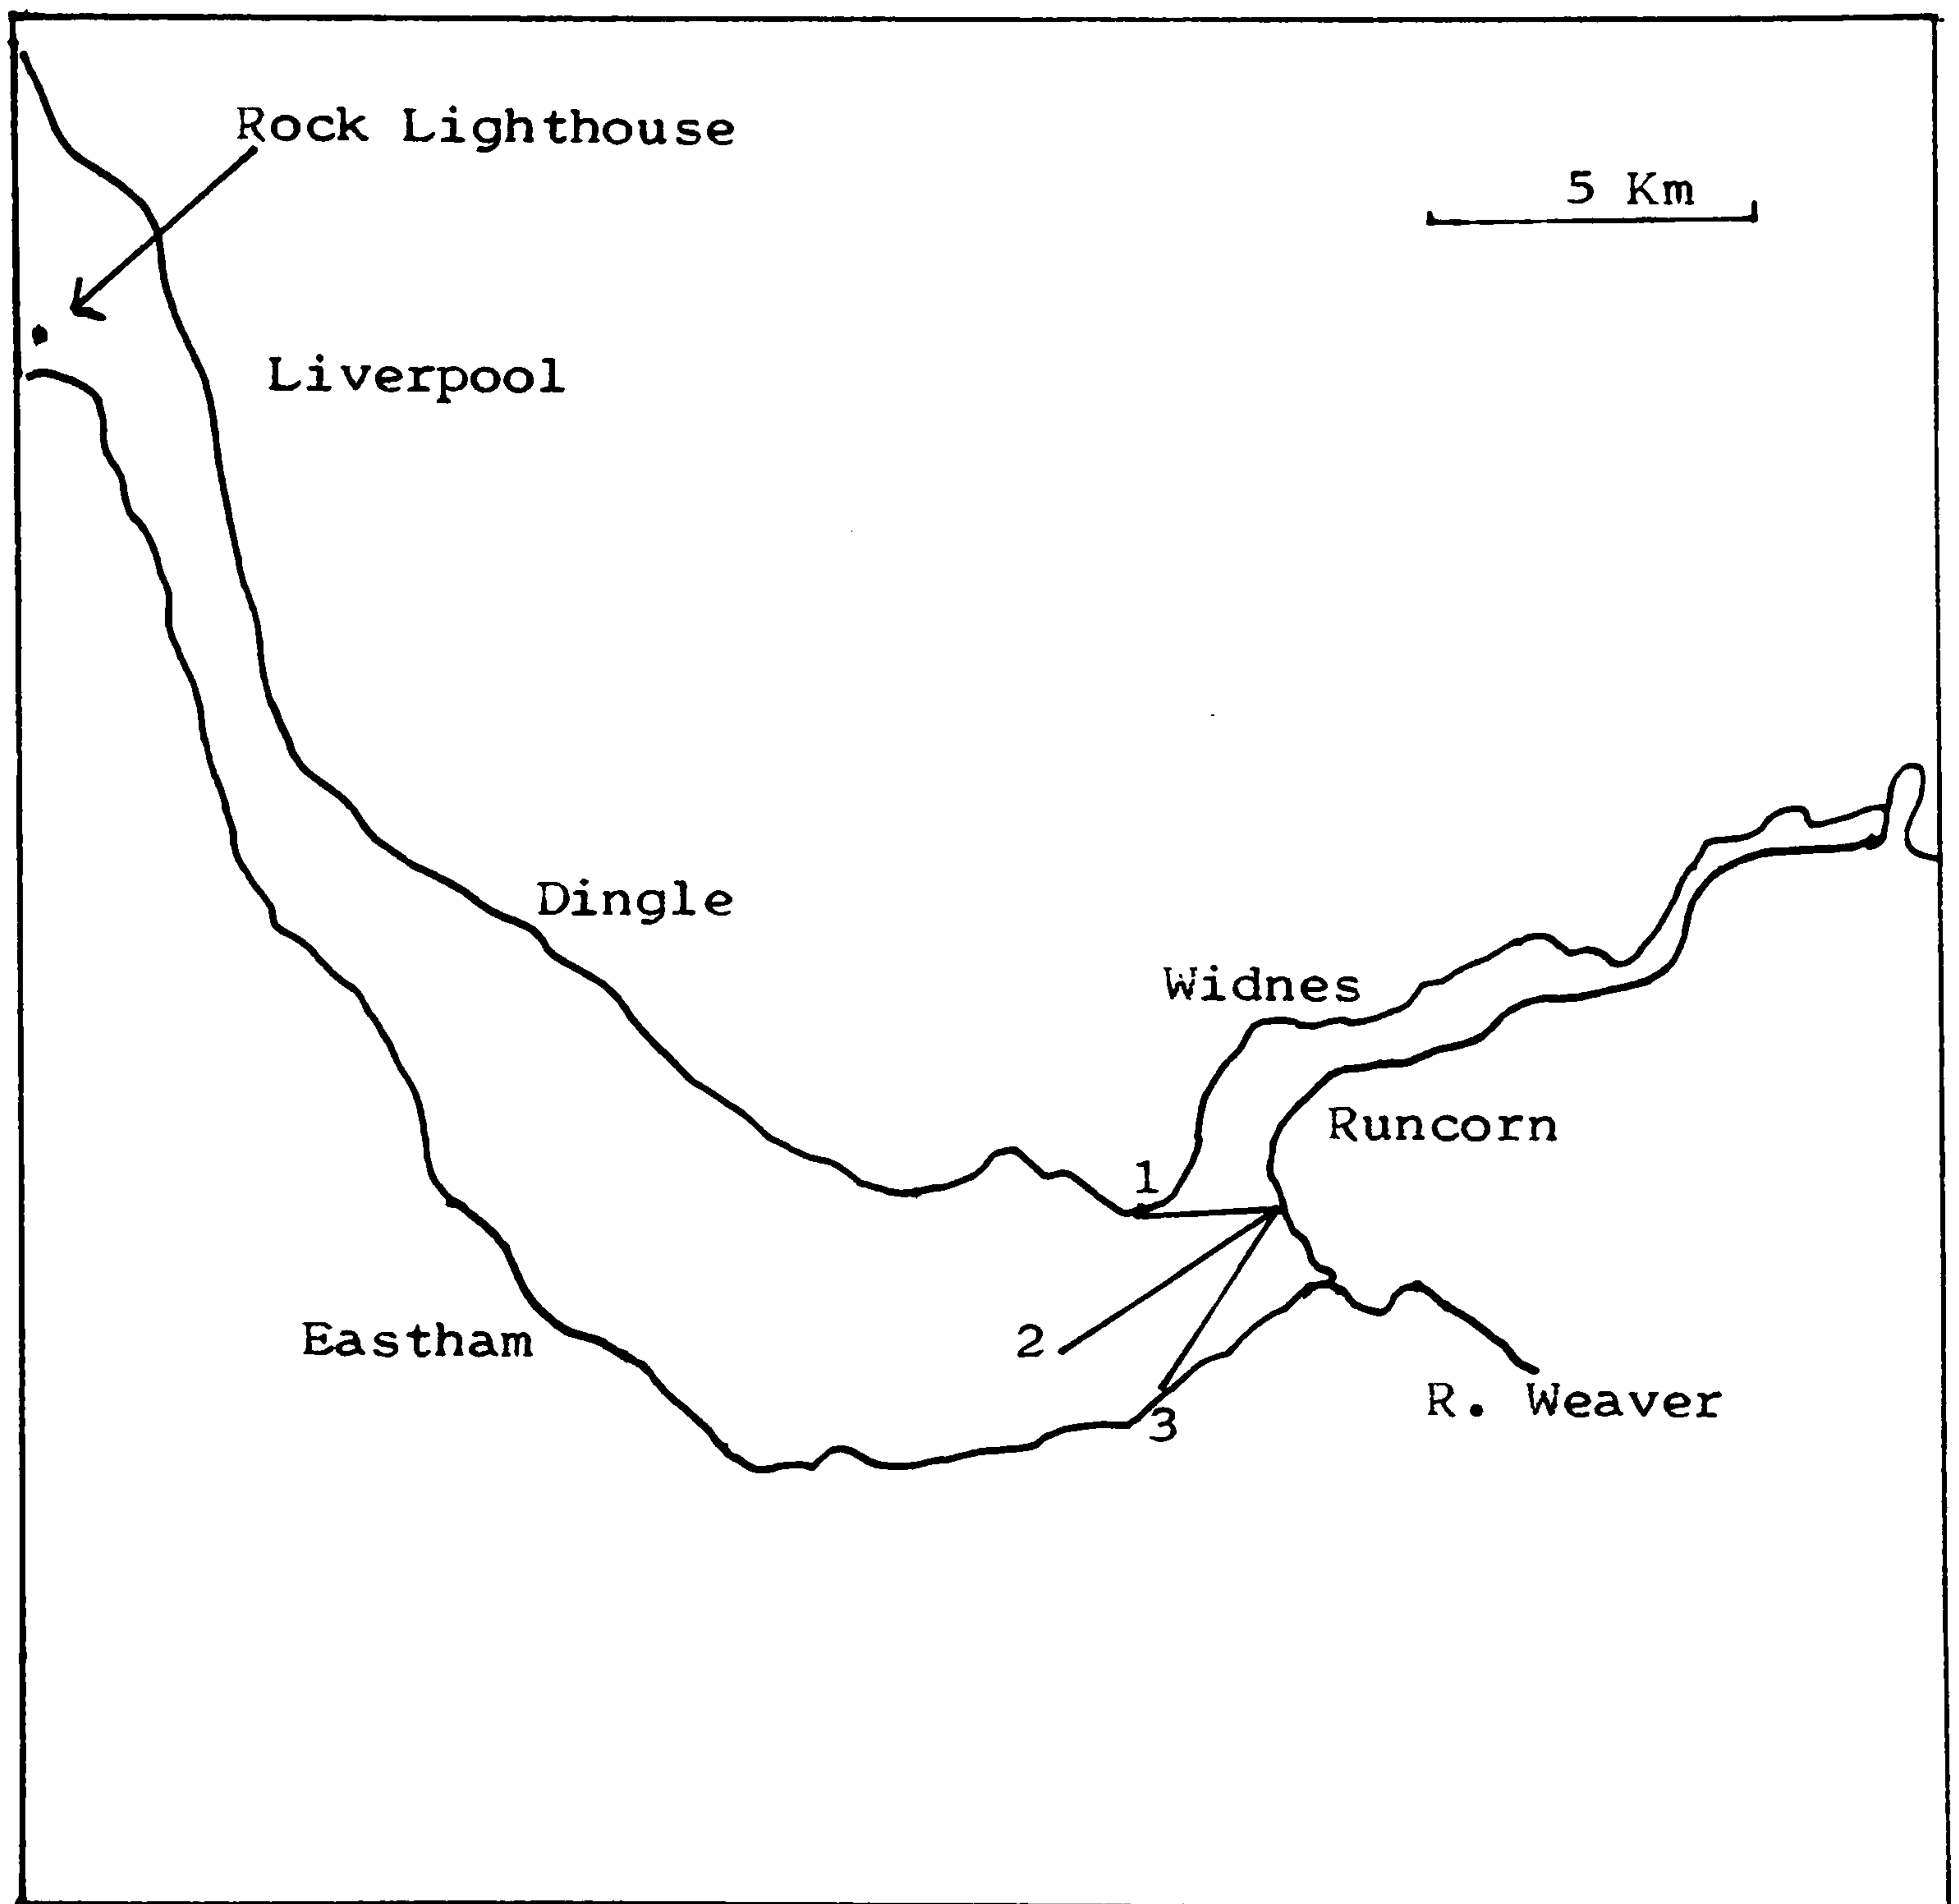 Rock Lighthouse
5 Km
Liverpool
Dingle
Widnes
Runcorn
1
2
Eastham
3
R. Weaver